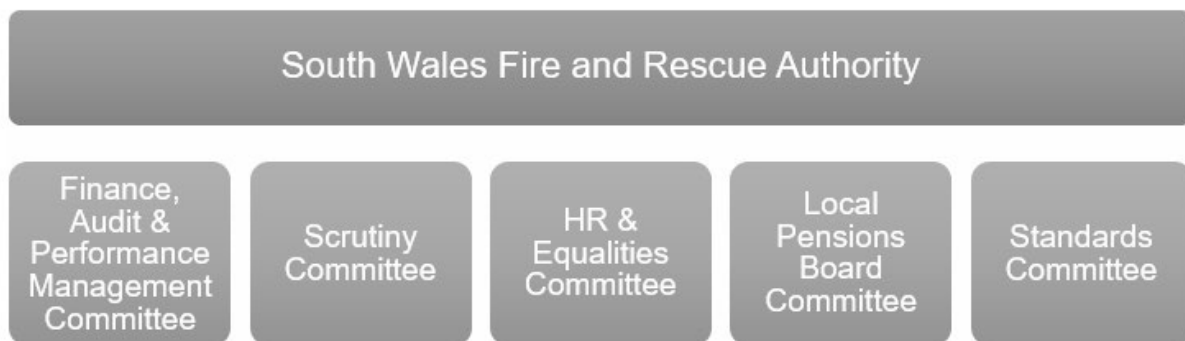 South Wales Fire and Rescue Authority
Finance,
Audit &
Performance
Management
Committee
Scrutiny
Committee
HR &
Equalities
Committee
Local
Pensions
Board
Committee
Standards
Committee